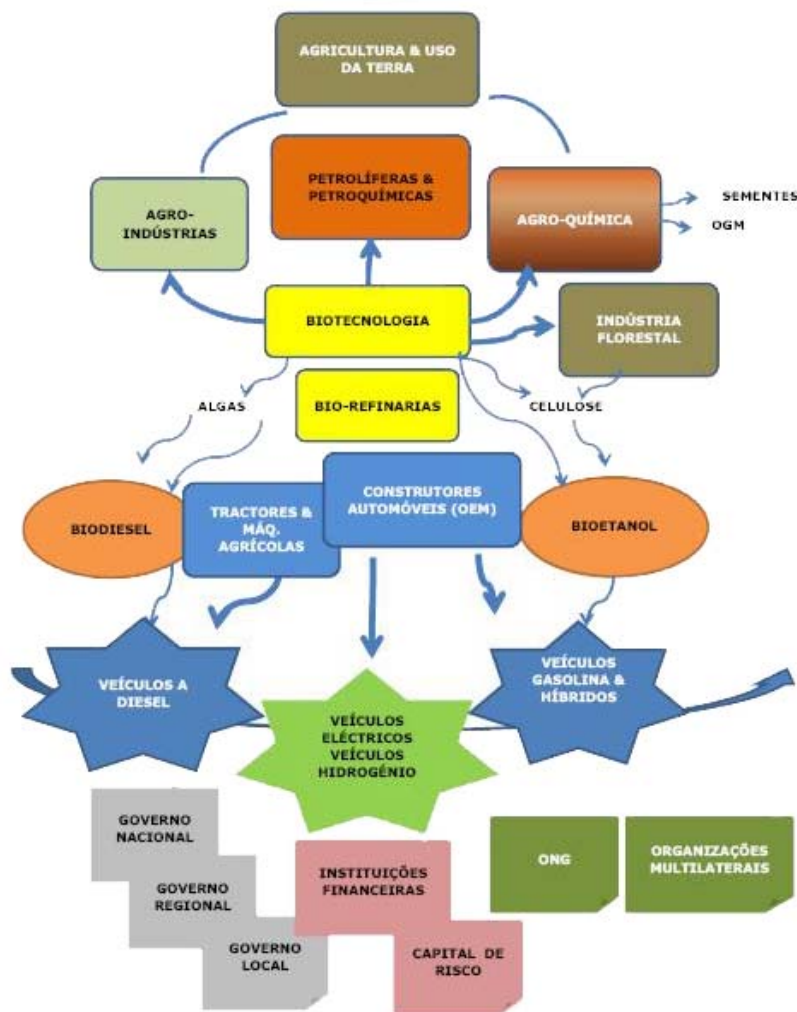 AGRICULTURA & USO
DA TERRA
PETROLÍFERAS &
PETROQUÍMICAS
AGRO-
INDÚSTRIAS
AGRO-QUÍMICA
SEMENTES
OGM
BIOTECNOLOGIA
INDÚSTRIA
FLORESTAL
ALGAS
BIO-REFINARIAS
CELULOSE
BIODIESEL
TRACTORES &
MÁQ.
AGRÍCOLAS
CONSTRUTORES
AUTOMÓVEIS (OEM)
BIOETANOL
VEÍCULOS A
DIESEL
VEÍCULOS
ELÉCTRICOS
VEÍCULOS
HIDROGÉNIO
VEÍCULOS
GASOLINA &
HÍBRIDOS
GOVERNO
NACIONAL
GOVERNO
REGIONAL
GOVERNO
LOCAL
INSTITUIÇÕES
FINANCEIRAS
CAPITAL DE
RISCO
ONG
ORGANIZAÇÕES
MULTILATERAIS